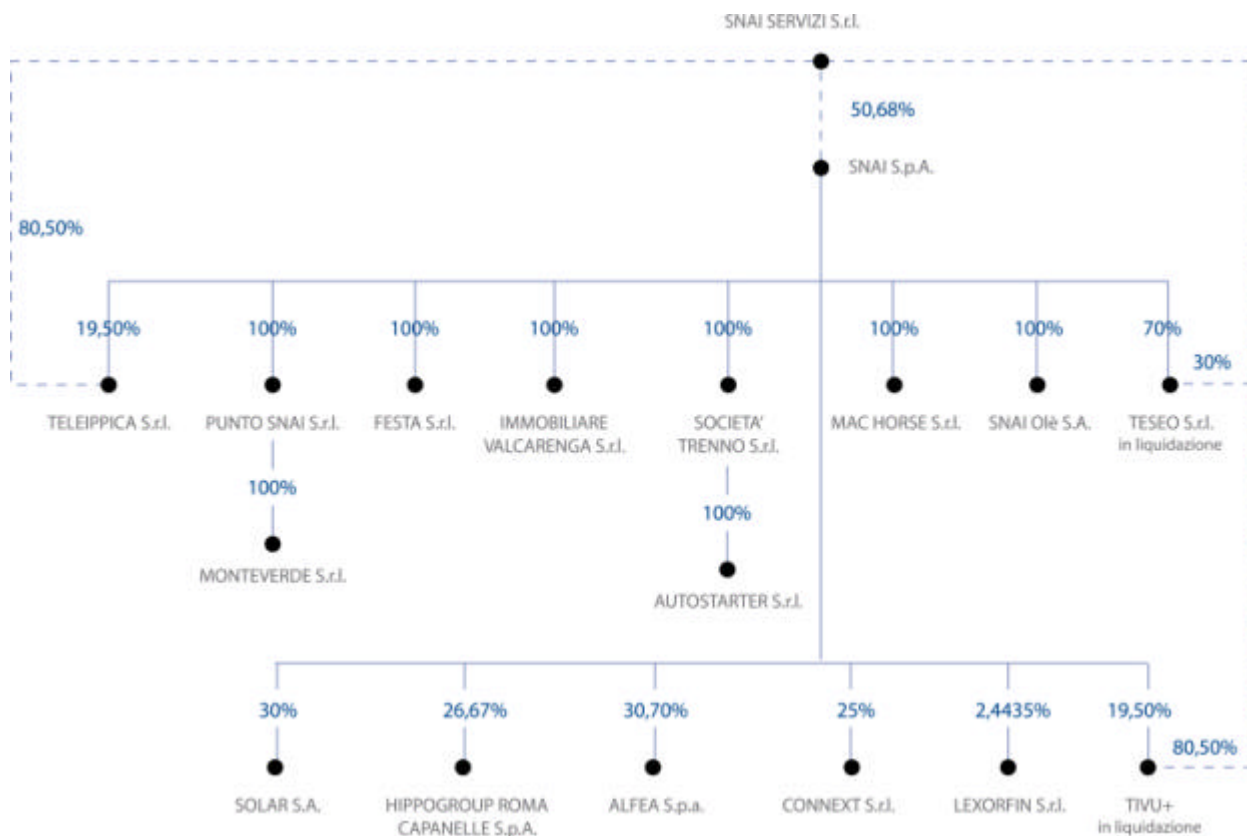 SNAI SERVIZI S.r.l.
50,68%
SNAI S.p.A.
80,50%
19,50%
100%
100%
100%
100%
100%
100%
70%
30%
TELEIPPICA S.r.l.
PUNTO SNAI S.r.l.
FESTA S.r.l.
IMMOBILIARE
VALCARENGA S.r.l.
SOCIETA'
TRENNO S.r.l.
MAC HORSE S.r.l.
SNAI Olè S.A.
TESEO S.r.l.
in liquidazione
100%
100%
MONTEVERDE S.r.l.
AUTOSTARTER S.r.l.
30%
26,67%
30,70%
25%
2,4435%
19,50%
80,50%
SOLAR S.A.
HIPPOGROUP ROMA
CAPANELLE S.p.A.
ALFEA S.p.a.
CONNEXT S.r.l.
LEXORFIN S.r.l.
TIVU+
in liquidazione